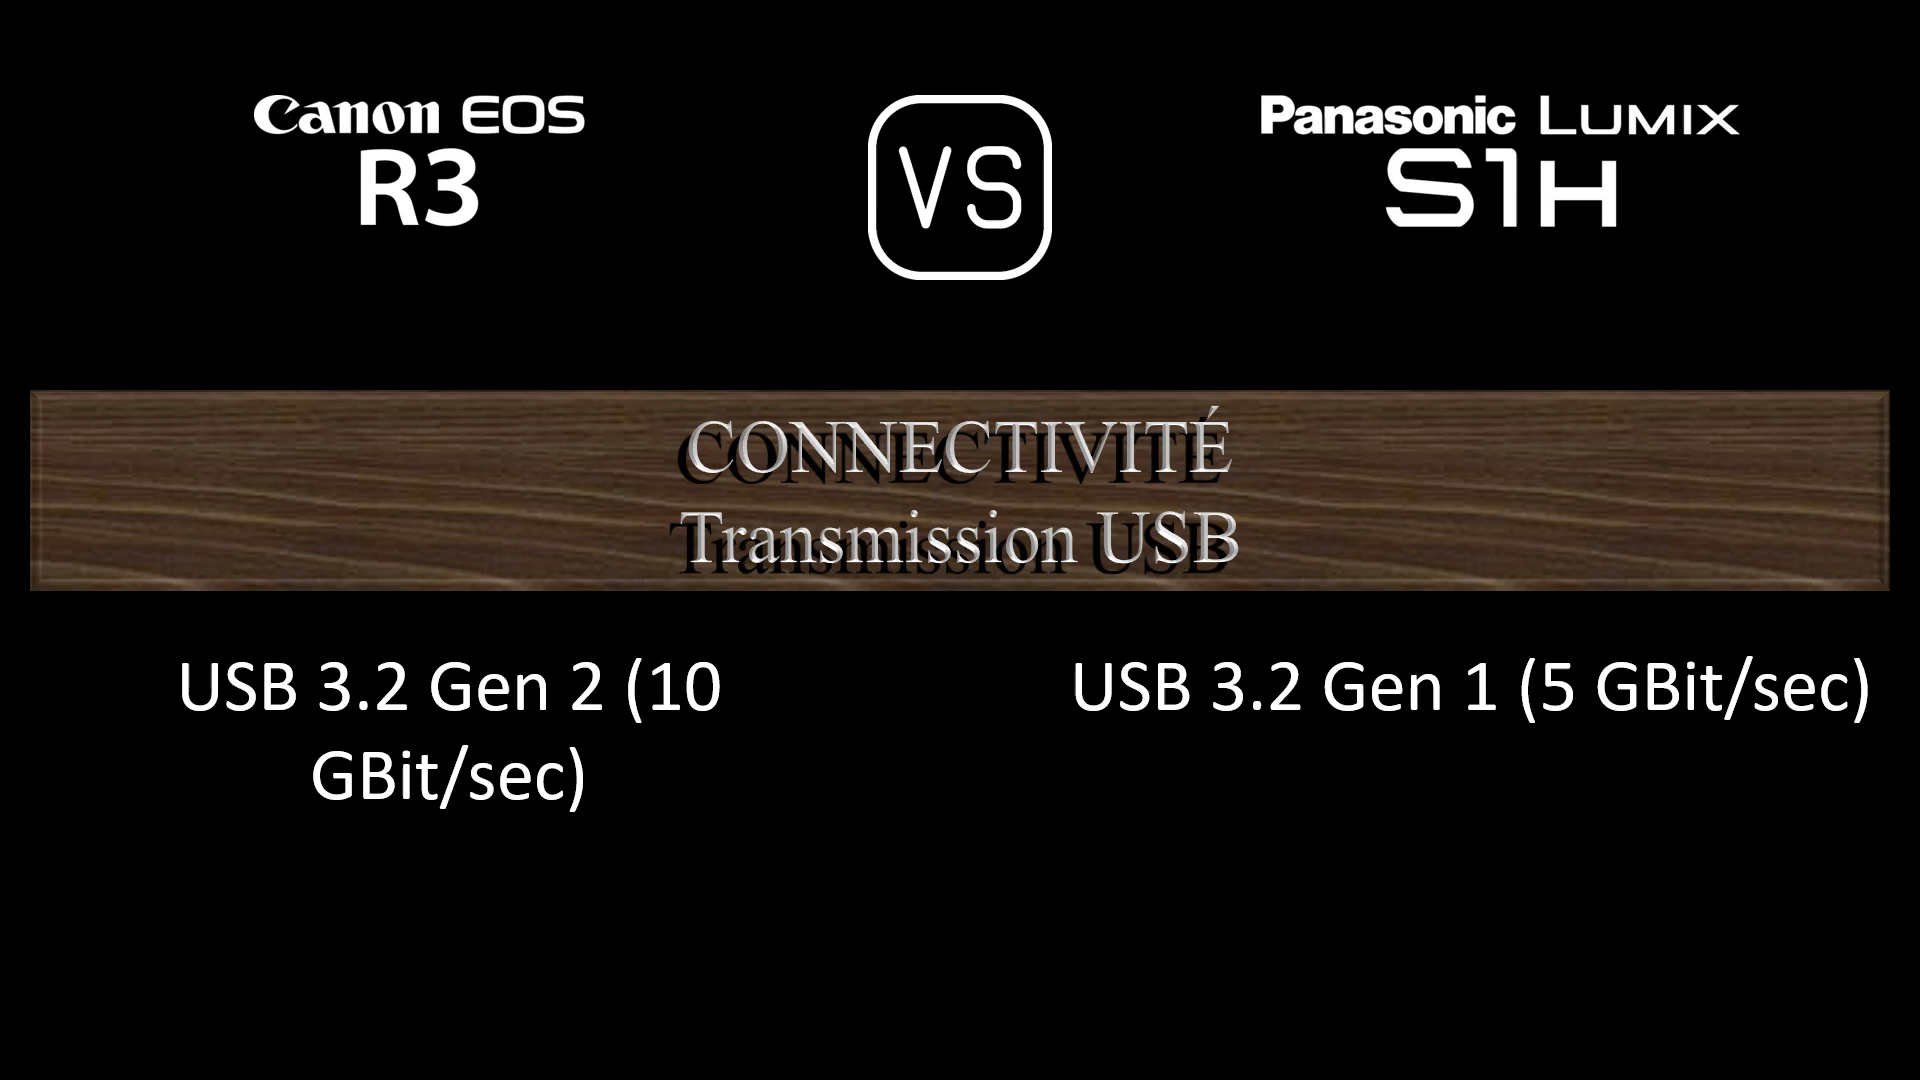 Canon EOS
R3
VS
Panasonic LUMIX
S1H
CONNECTIVITÉ
Transmission USB
USB 3.2 Gen 2 (10
GBit/sec)
USB 3.2 Gen 1 (5 GBit/sec)